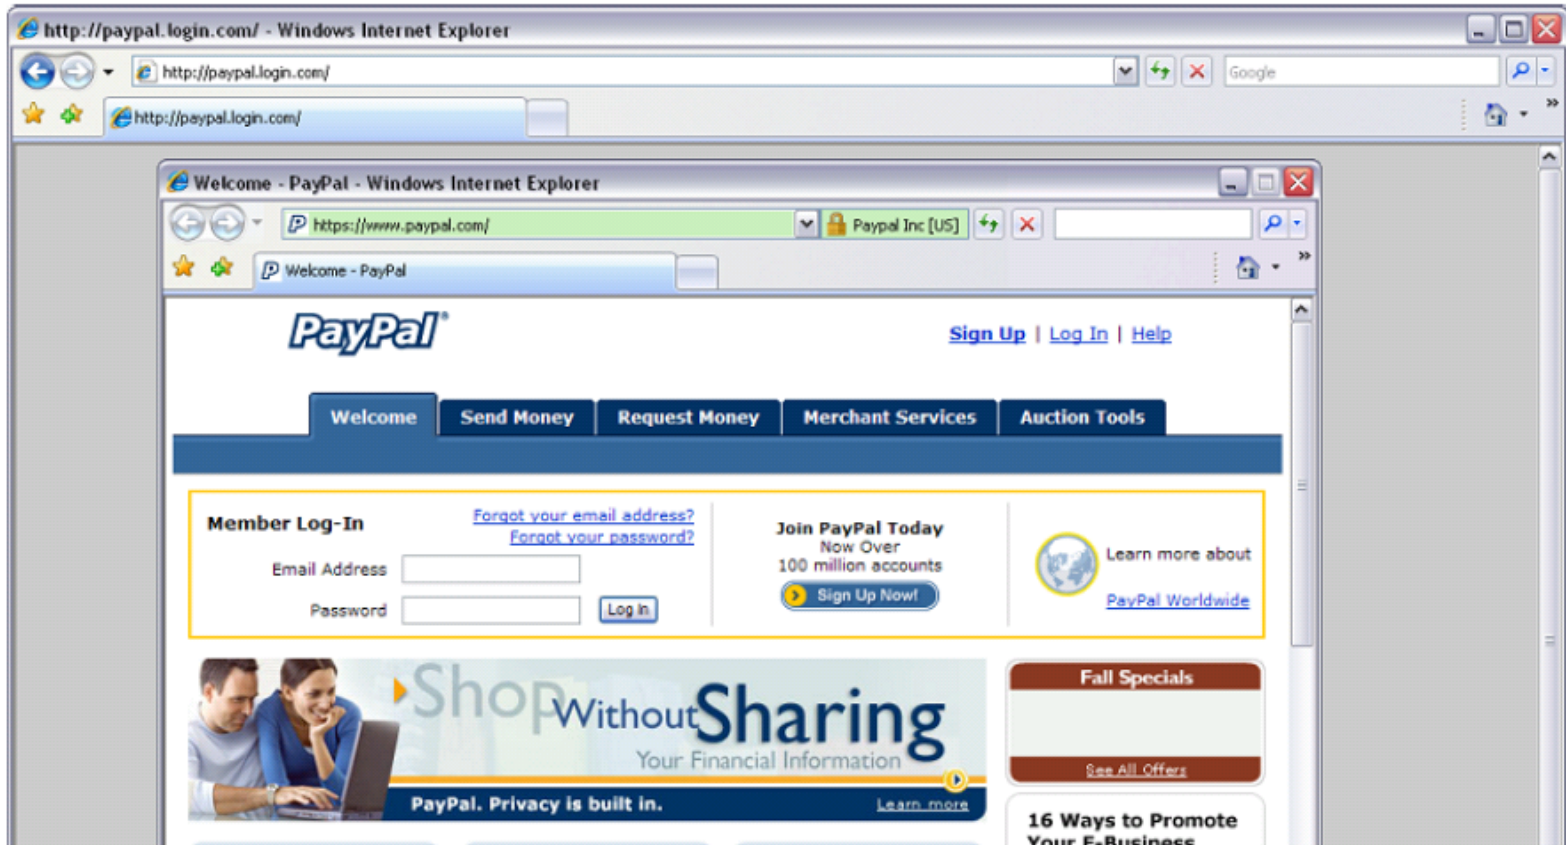 http://paypal.login.com/ - Windows Internet Explorer
http://paypal.login.com/
Google
http://paypal.login.com/
Welcome - PayPal - Windows Internet Explorer
https://www.paypal.com/
Paypal Inc [US]
Welcome - PayPal
PayPal
Sign Up | Log In | Help
Welcome
Send Money
Request Money
Merchant Services
Auction Tools
Member Log-In
Forgot your email address?
Forgot your password?
Email Address
Password
Log In
Join PayPal Today
Now Over
100 million accounts
Sign Up Now!
Learn more about
PayPal Worldwide
Shop Without Sharing
Your Financial Information
PayPal. Privacy is built in.
Learn more
Fall Specials
See All Offers
16 Ways to Promote
Your E-Business